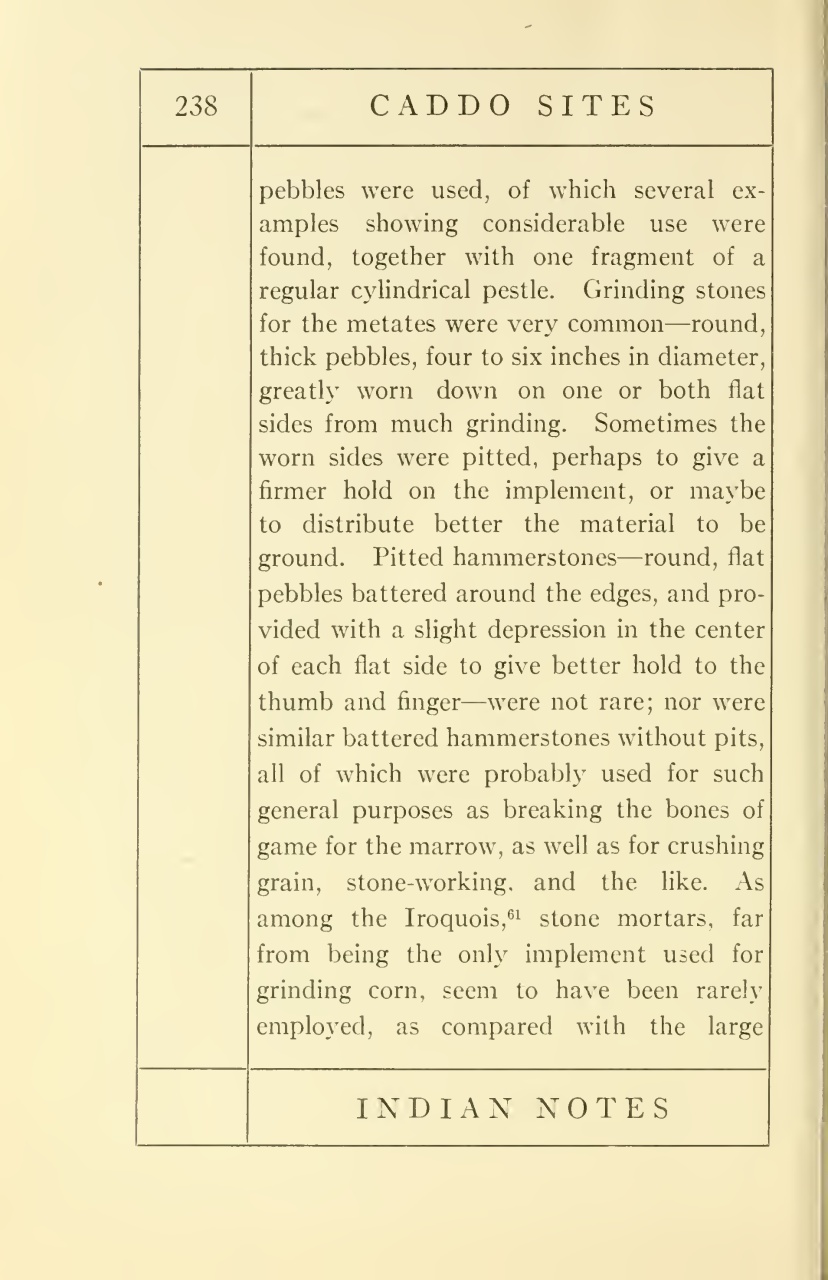 238
CADDO SITES
pebbles were used, of which several ex-
amples showing considerable use were
found, together with one fragment of a
regular cylindrical pestle. Grinding stones
for the metates were very common—round,
thick pebbles, four to six inches in diameter,
greatly worn down on one or both flat
sides from much grinding. Sometimes the
worn sides were pitted, perhaps to give a
firmer hold on the implement, or maybe
to distribute better the material to be
ground. Pitted hammerstones—round, flat
pebbles battered around the edges, and pro-
vided with a slight depression in the center
of each flat side to give better hold to the
thumb and finger—were not rare; nor were
similar battered hammerstones without pits,
all of which were probably used for such
general purposes as breaking the bones of
game for the marrow, as well as for crushing
grain, stone-working, and the like. As
among the Iroquois,⁶¹ stone mortars, far
from being the only implement used for
grinding corn, seem to have been rarely
employed, as compared with the large
INDIAN NOTES